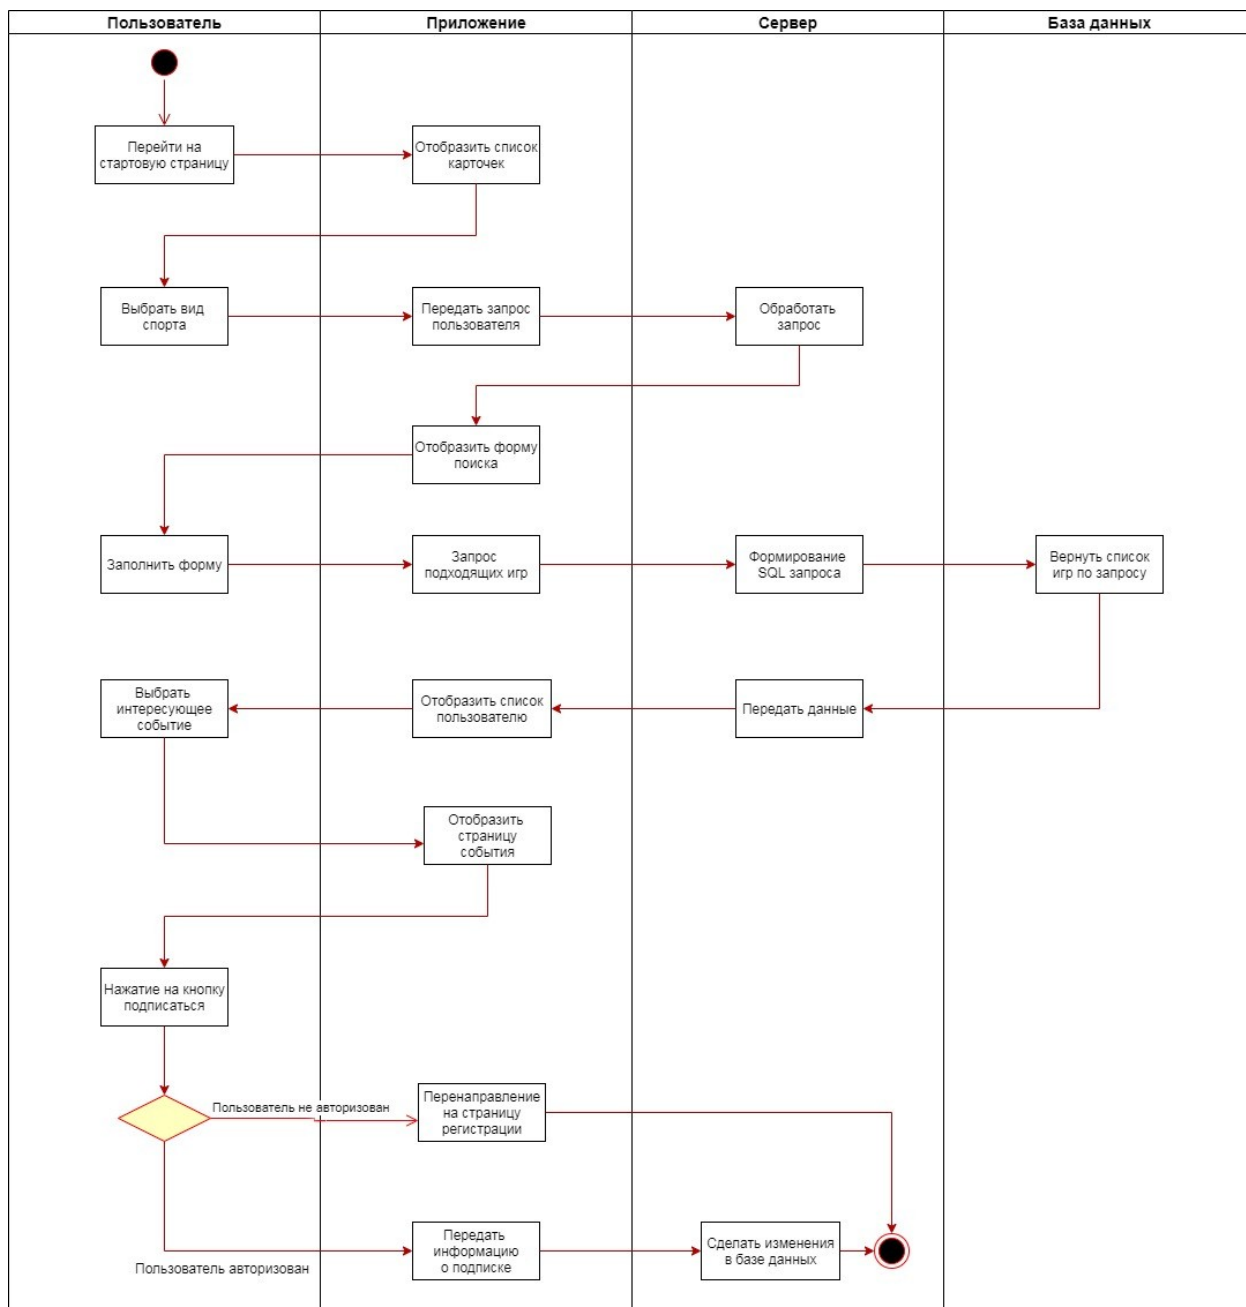 Пользователь
Приложение
Сервер
База данных
Перейти на
стартовую страницу
Отобразить список
карточек
Выбрать вид
спорта
Передать запрос
пользователя
Обработать
запрос
Отобразить форму
поиска
Заполнить форму
Запрос
подходящих игр
Формирование
SQL запроса
Вернуть список
игр по запросу
Выбрать
интересующее
событие
Отобразить список
пользователю
Передать данные
Отобразить
страницу
события
Нажатие на кнопку
подписаться
Пользователь не авторизован
Перенаправление
на страницу
регистрации
Пользователь авторизован
Передать
информацию
о подписке
Сделать изменения
в базе данных